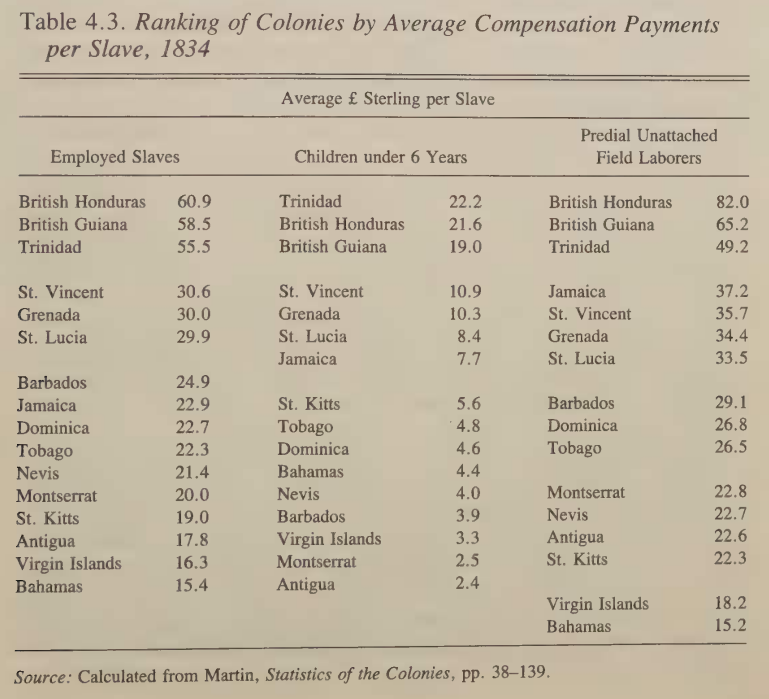 Table 4.3. Ranking of Colonies by Average Compensation Payments
per Slave, 1834
Average £ Sterling per Slave
Employed Slaves Children under 6 Years Predial Unattached Field Laborers
British Honduras 60.9 Trinidad 22.2 British Honduras 82.0
British Guiana 58.5 British Honduras 21.6 British Guiana 65.2
Trinidad 55.5 British Guiana 19.0 Trinidad 49.2
St. Vincent 30.6 St. Vincent 10.9 Jamaica 37.2
Grenada 30.0 Grenada 10.3 St. Vincent 35.7
St. Lucia 29.9 St. Lucia 8.4 Grenada 34.4
Jamaica 7.7 St. Lucia 33.5
Barbados 24.9
Jamaica 22.9 St. Kitts 5.6 Barbados 29.1
Dominica 22.7 Tobago 4.8 Dominica 26.8
Tobago 22.3 Dominica 4.6 Tobago 26.5
Nevis 21.4 Bahamas 4.4
Montserrat 20.0 Nevis 4.0 Montserrat 22.8
St. Kitts 19.0 Barbados 3.9 Nevis 22.7
Antigua 17.8 Virgin Islands 3.3 Antigua 22.6
Virgin Islands 16.3 Montserrat 2.5 St. Kitts 22.3
Bahamas 15.4 Antigua 2.4
Virgin Islands 18.2
Bahamas 15.2
Source: Calculated from Martin, Statistics of the Colonies, pp. 38–139.